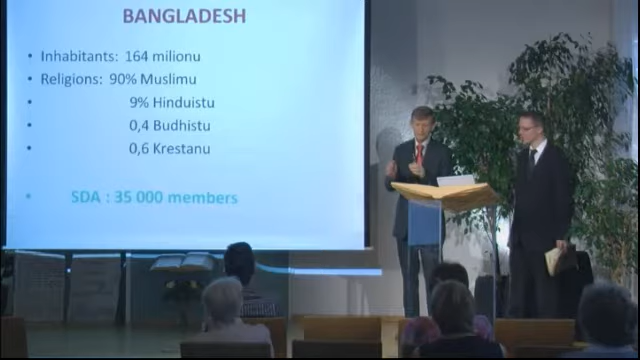 BANGLADESH
• Inhabitants: 164 milionu
• Religions: 90% Muslimu
• 9% Hinduistu
• 0,4 Budhistu
• 0,6 Krestanu
• SDA : 35 000 members